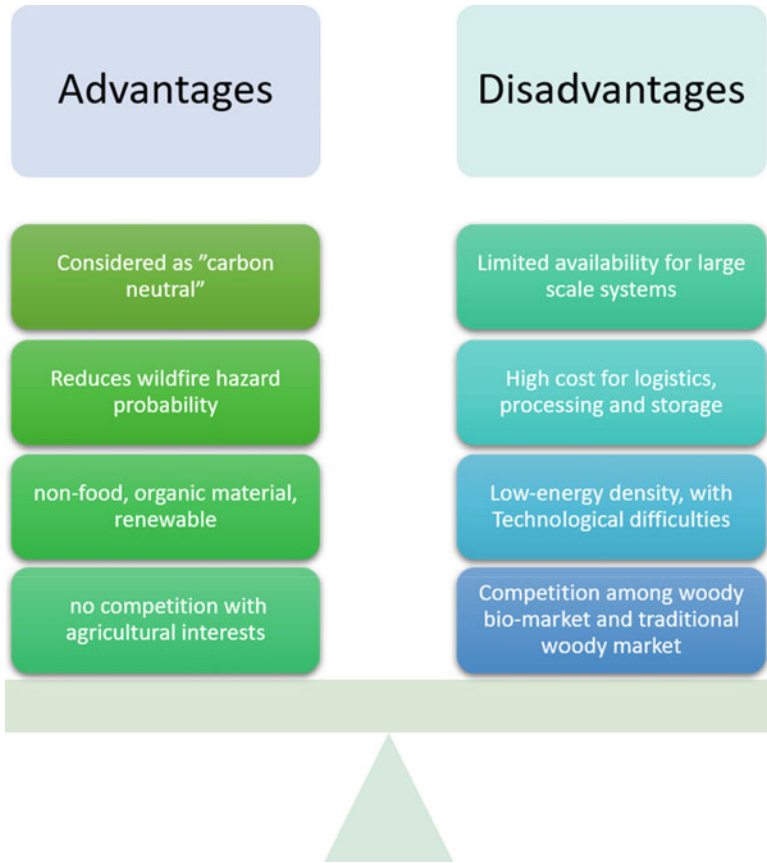 Advantages
Considered as ”carbon
neutral”
Reduces wildfire hazard
probability
non-food, organic material,
renewable
no competition with
agricultural interests
Disadvantages
Limited availability for large
scale systems
High cost for logistics,
processing and storage
Low-energy density, with
Technological difficulties
Competition among woody
bio-market and traditional
woody market